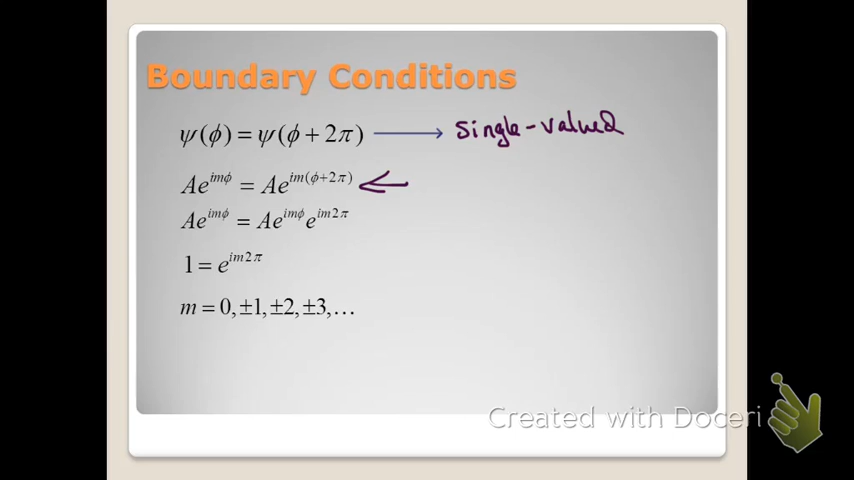 Boundary Conditions
ψ(ϕ) = ψ(ϕ + 2π) ⟶ single-valued
Ae^{imϕ} = Ae^{im(ϕ+2π)} ←
Ae^{imϕ} = Ae^{imϕ}e^{im2π}
1 = e^{im2π}
m = 0, ±1, ±2, ±3, …
Created with Doceri